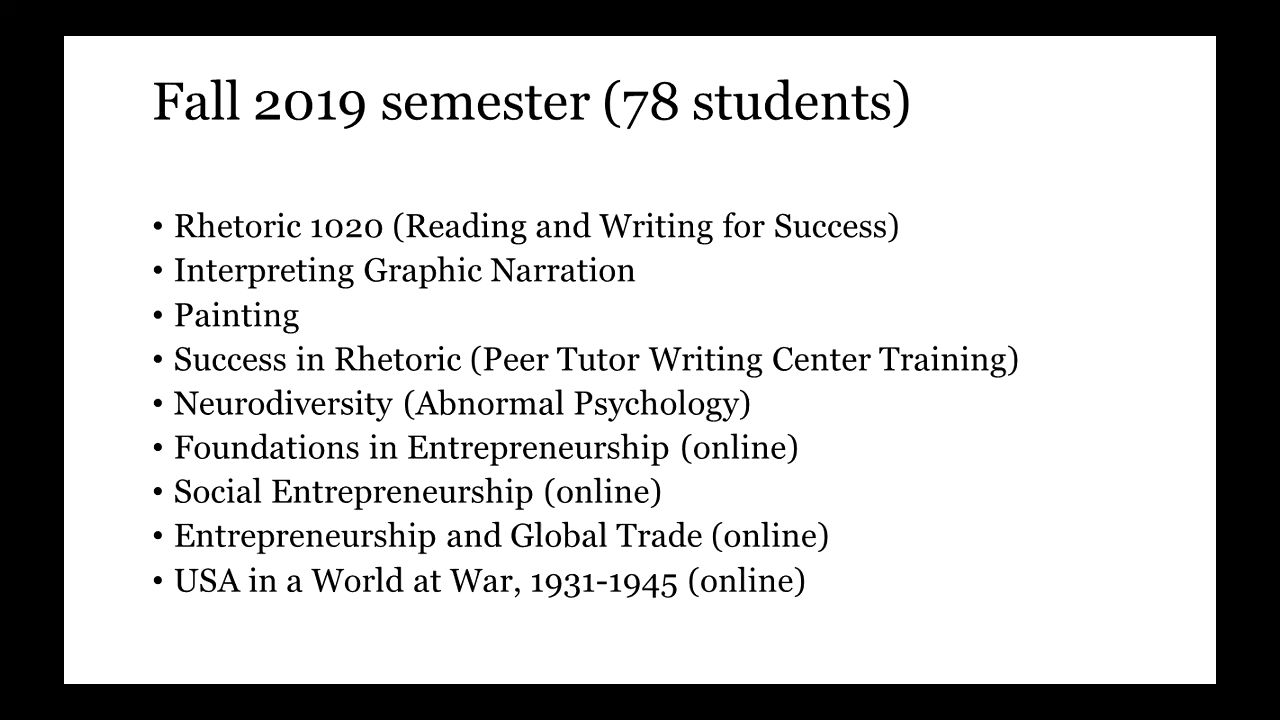 Fall 2019 semester (78 students)
• Rhetoric 1020 (Reading and Writing for Success)
• Interpreting Graphic Narration
• Painting
• Success in Rhetoric (Peer Tutor Writing Center Training)
• Neurodiversity (Abnormal Psychology)
• Foundations in Entrepreneurship (online)
• Social Entrepreneurship (online)
• Entrepreneurship and Global Trade (online)
• USA in a World at War, 1931-1945 (online)